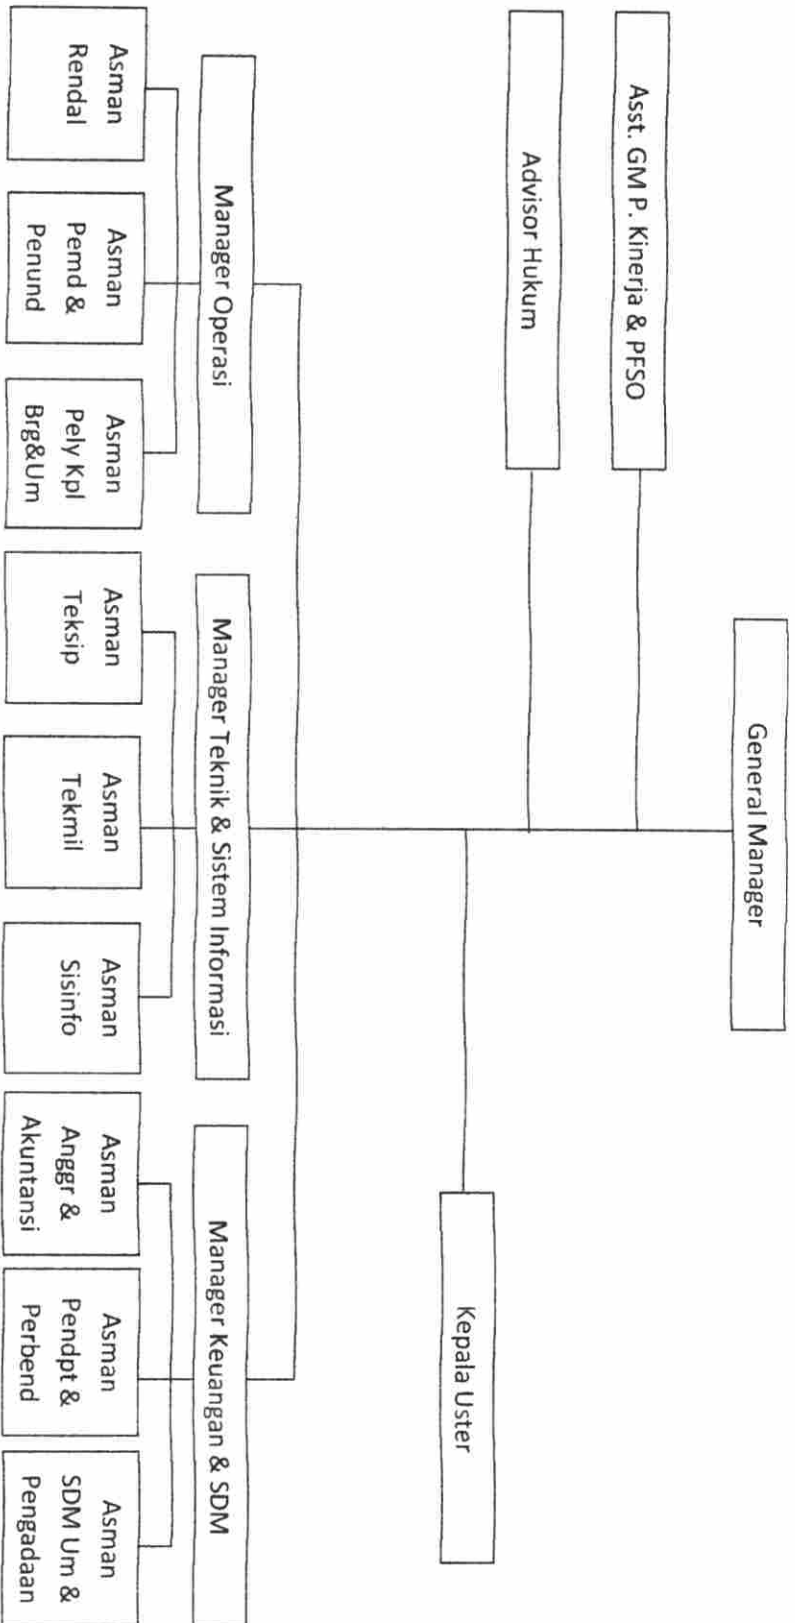 General Manager
Asst. GM P. Kinerja & PFSO
Advisor Hukum
Kepala Uster
Manager Operasi
Manager Teknik & Sistem Informasi
Manager Keuangan & SDM
Asman
Rendal
Asman
Pemd &
Penund
Asman
Pely Kpl
Brg&Um
Asman
Teksip
Asman
Tekmil
Asman
Sisinfo
Asman
Anggr &
Akuntansi
Asman
Pendpt &
Perbend
Asman
SDM Um &
Pengadaan